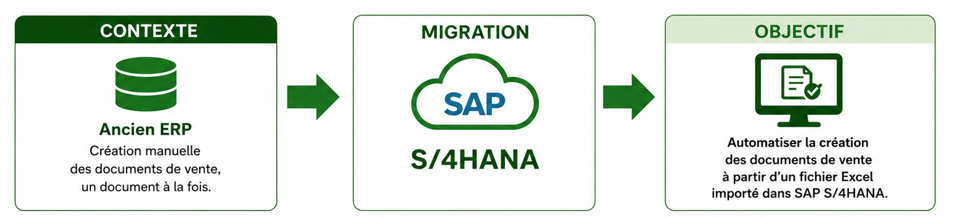 CONTEXTE
Ancien ERP
Création manuelle
des documents de vente,
un document à la fois.
MIGRATION
SAP
S/4HANA
OBJECTIF
Automatiser la création
des documents de vente
à partir d'un fichier Excel
importé dans SAP S/4HANA.